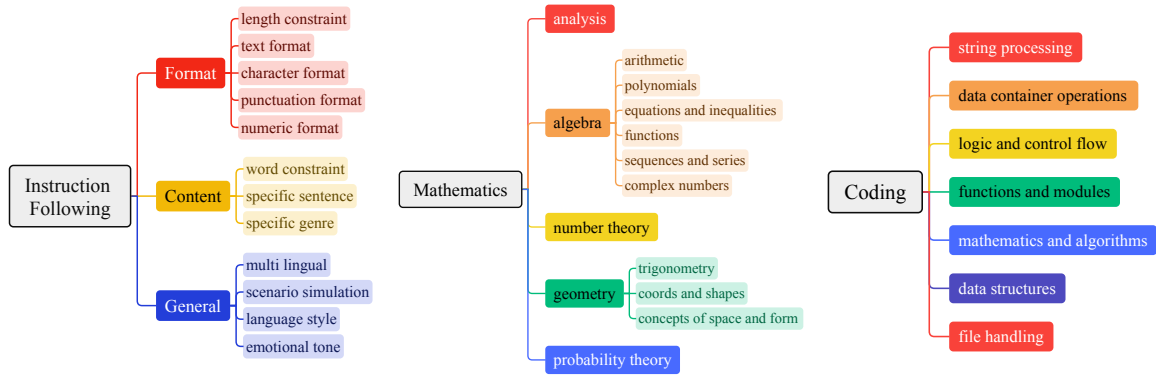 Instruction
Following
Format
length constraint
text format
character format
punctuation format
numeric format
Content
word constraint
specific sentence
specific genre
General
multi lingual
scenario simulation
language style
emotional tone
Mathematics
analysis
algebra
arithmetic
polynomials
equations and inequalities
functions
sequences and series
complex numbers
number theory
geometry
trigonometry
coords and shapes
concepts of space and form
probability theory
Coding
string processing
data container operations
logic and control flow
functions and modules
mathematics and algorithms
data structures
file handling